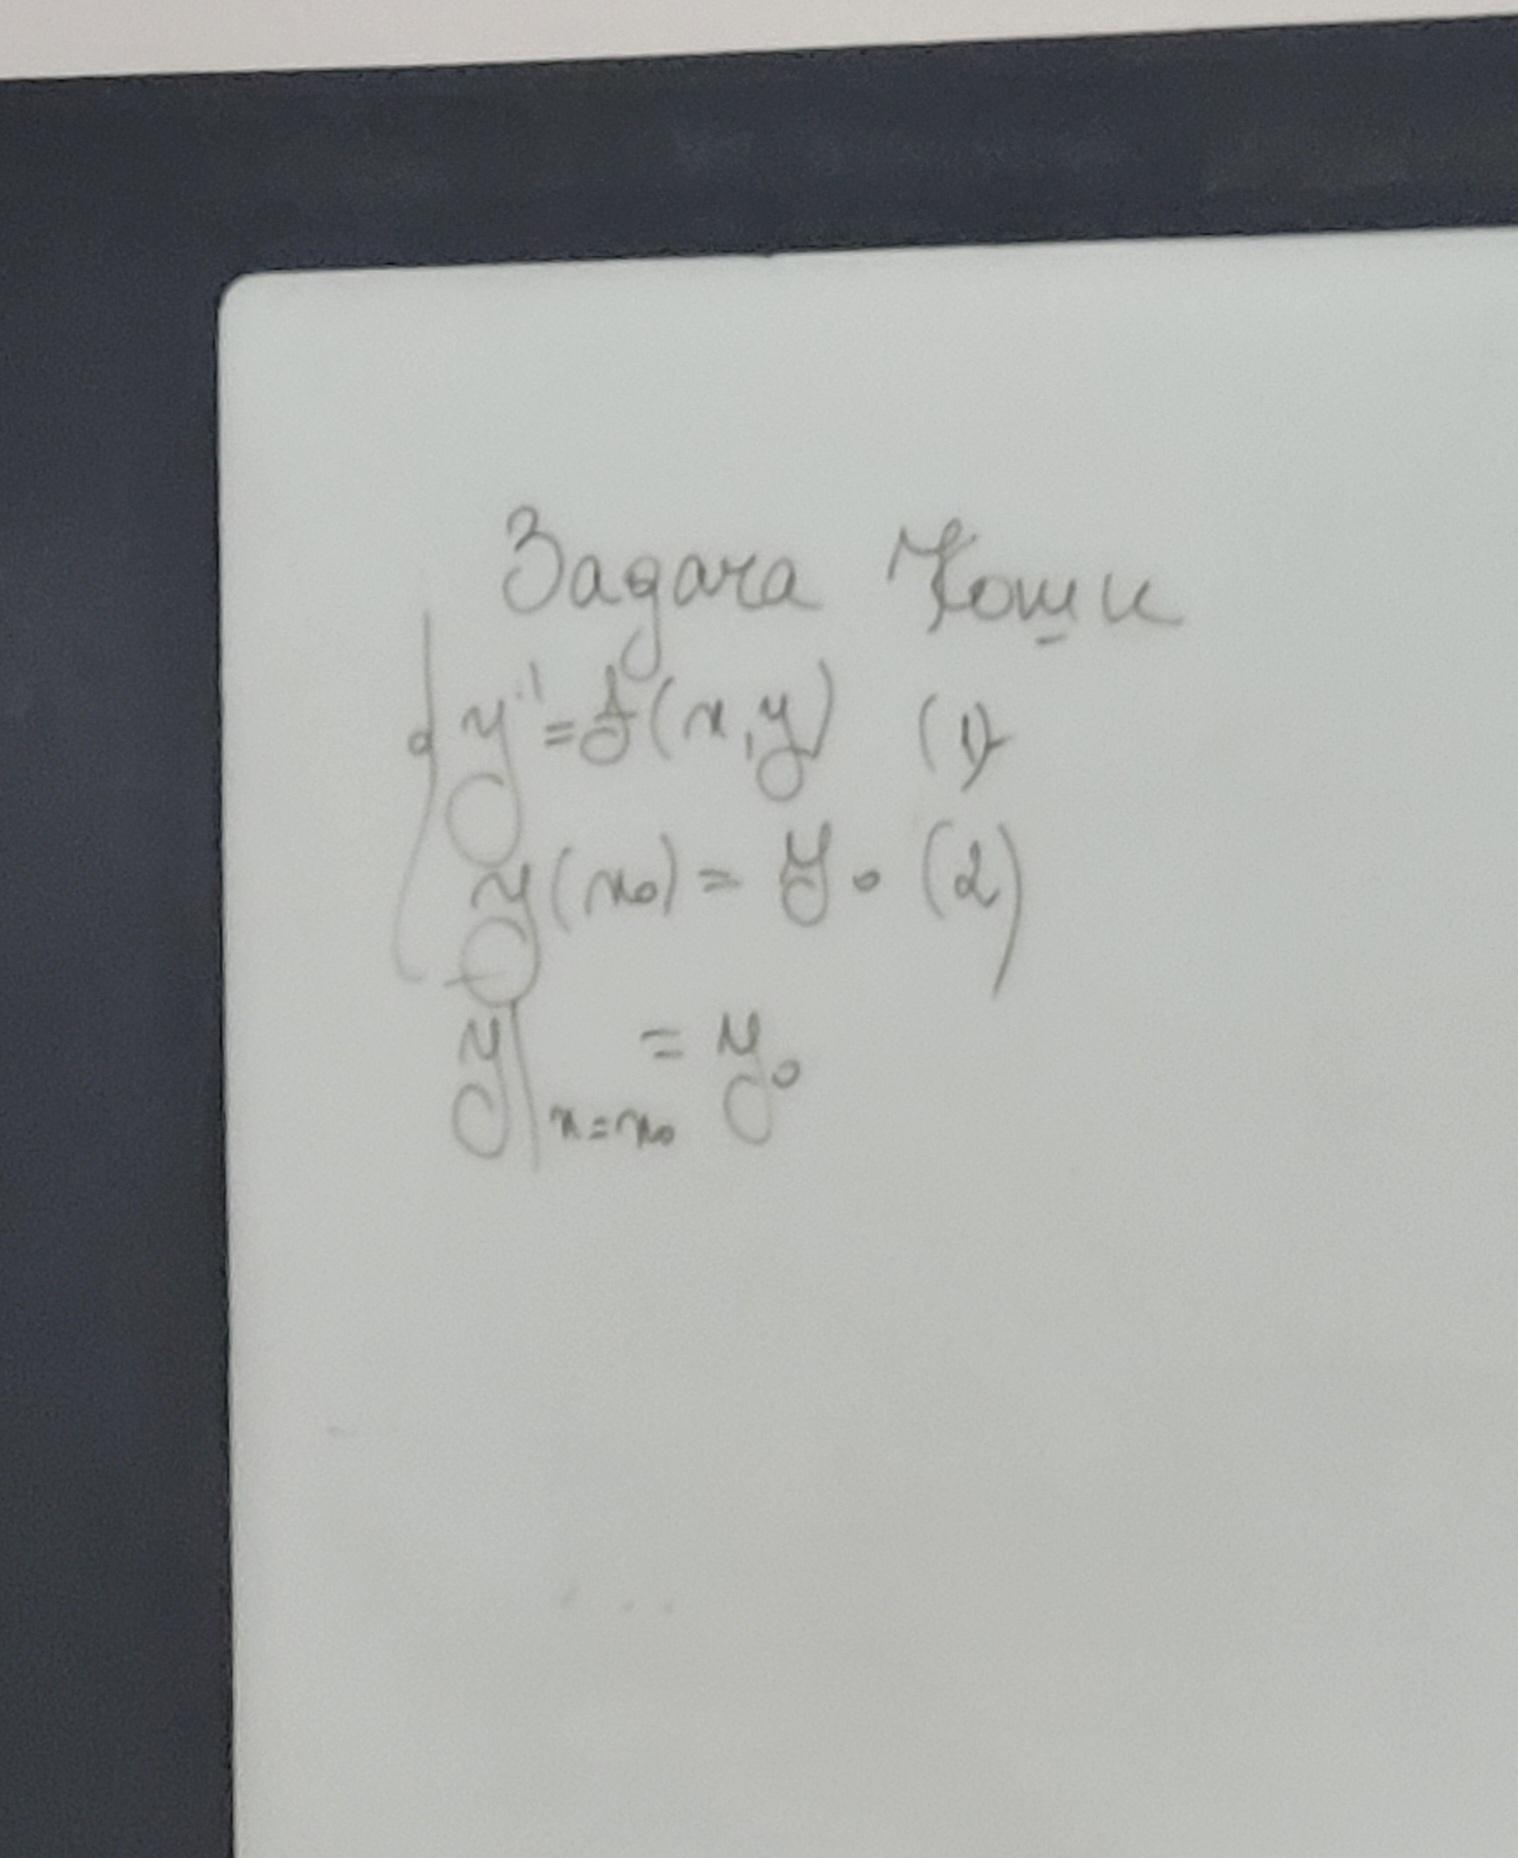 Задача Коши
{ y' = f(x,y) (1)
y(x₀) = y₀ (2)
y|ₓ₌ₓ₀ = y₀